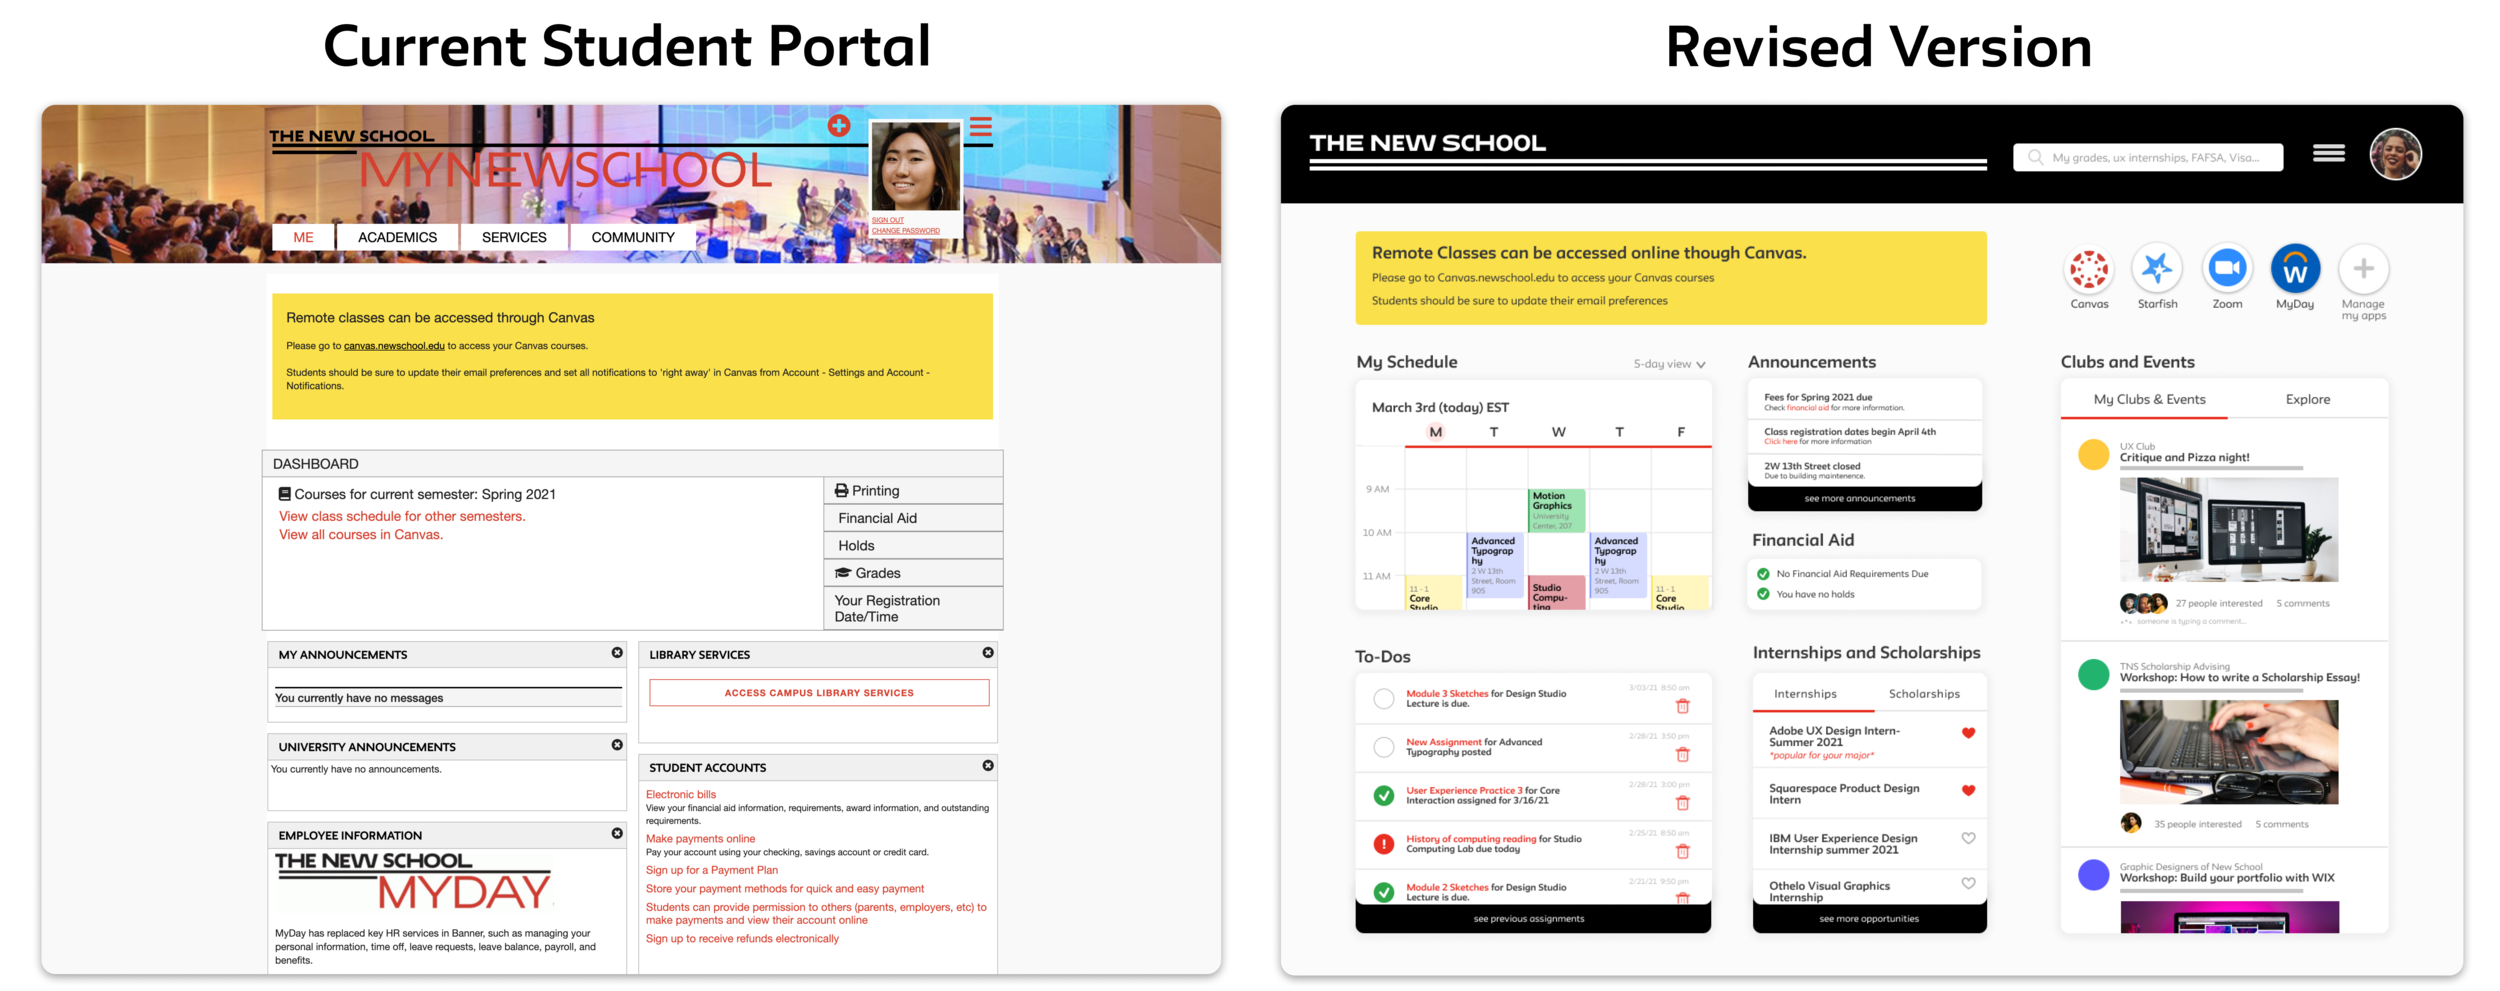 Current Student Portal
THE NEW SCHOOL
MYNEWSCHOOL
SIGN OUT
CHANGE PASSWORD
ME
ACADEMICS
SERVICES
COMMUNITY
Remote classes can be accessed through Canvas
Please go to canvas.newschool.edu to access your Canvas courses.
Students should be sure to update their email preferences and set all notifications to 'right away' in Canvas from Account - Settings and Account -
Notifications.
DASHBOARD
Courses for current semester: Spring 2021
View class schedule for other semesters.
View all courses in Canvas.
Printing
Financial Aid
Holds
Grades
Your Registration
Date/Time
MY ANNOUNCEMENTS
You currently have no messages
UNIVERSITY ANNOUNCEMENTS
You currently have no announcements.
EMPLOYEE INFORMATION
THE NEW SCHOOL
MYDAY
MyDay has replaced key HR services in Banner, such as managing your
personal information, time off, leave requests, leave balance, payroll, and
benefits.
LIBRARY SERVICES
ACCESS CAMPUS LIBRARY SERVICES
STUDENT ACCOUNTS
Electronic bills
View your financial aid information, requirements, award information, and outstanding
requirements.
Make payments online
Pay your account using your checking, savings account or credit card.
Sign up for a Payment Plan
Store your payment methods for quick and easy payment
Students can provide permission to others (parents, employers, etc) to
make payments and view their account online
Sign up to receive refunds electronically
Revised Version
THE NEW SCHOOL
My grades, ux internships, FAFSA, Visa...
Remote Classes can be accessed online though Canvas.
Please go to Canvas.newschool.edu to access your Canvas courses
Students should be sure to update their email preferences
Canvas
Starfish
Zoom
W
MyDay
Manage
my apps
My Schedule
5-day view
March 3rd (today) EST
M T W T F
9 AM
10 AM
11 AM
Motion
Graphics
University
Center, 207
Advanced
Typograp
hy
2 W 13th
Street, Room
905
Advanced
Typograp
hy
2 W 13th
Street, Room
905
11 - 1
Core
Studio
Studio
Compu-
ting
11 - 1
Core
Studio
Announcements
Fees for Spring 2021 due
Check financial aid for more information.
Class registration dates begin April 4th
Click here for more information
2W 13th Street closed
Due to building maintenence.
see more announcements
Financial Aid
No Financial Aid Requirements Due
You have no holds
To-Dos
Module 3 Sketches for Design Studio
Lecture is due.
3/03/21 8:50 am
New Assignment for Advanced
Typography posted
2/28/21 3:50 pm
User Experience Practice 3 for Core
Interaction assigned for 3/16/21
2/28/21 3:00 pm
History of computing reading for Studio
Computing Lab due today
2/25/21 8:50 am
Module 2 Sketches for Design Studio
Lecture is due.
2/21/21 9:50 pm
see previous assignments
Internships and Scholarships
Internships
Scholarships
Adobe UX Design Intern-
Summer 2021
*popular for your major*
Squarespace Product Design
Intern
IBM User Experience Design
Internship summer 2021
Othelo Visual Graphics
Internship
see more opportunities
Clubs and Events
My Clubs & Events
Explore
UX Club
Critique and Pizza night!
27 people interested
5 comments
someone is typing a comment...
TNS Scholarship Advising
Workshop: How to write a Scholarship Essay!
35 people interested
5 comments
Graphic Designers of New School
Workshop: Build your portfolio with WIX